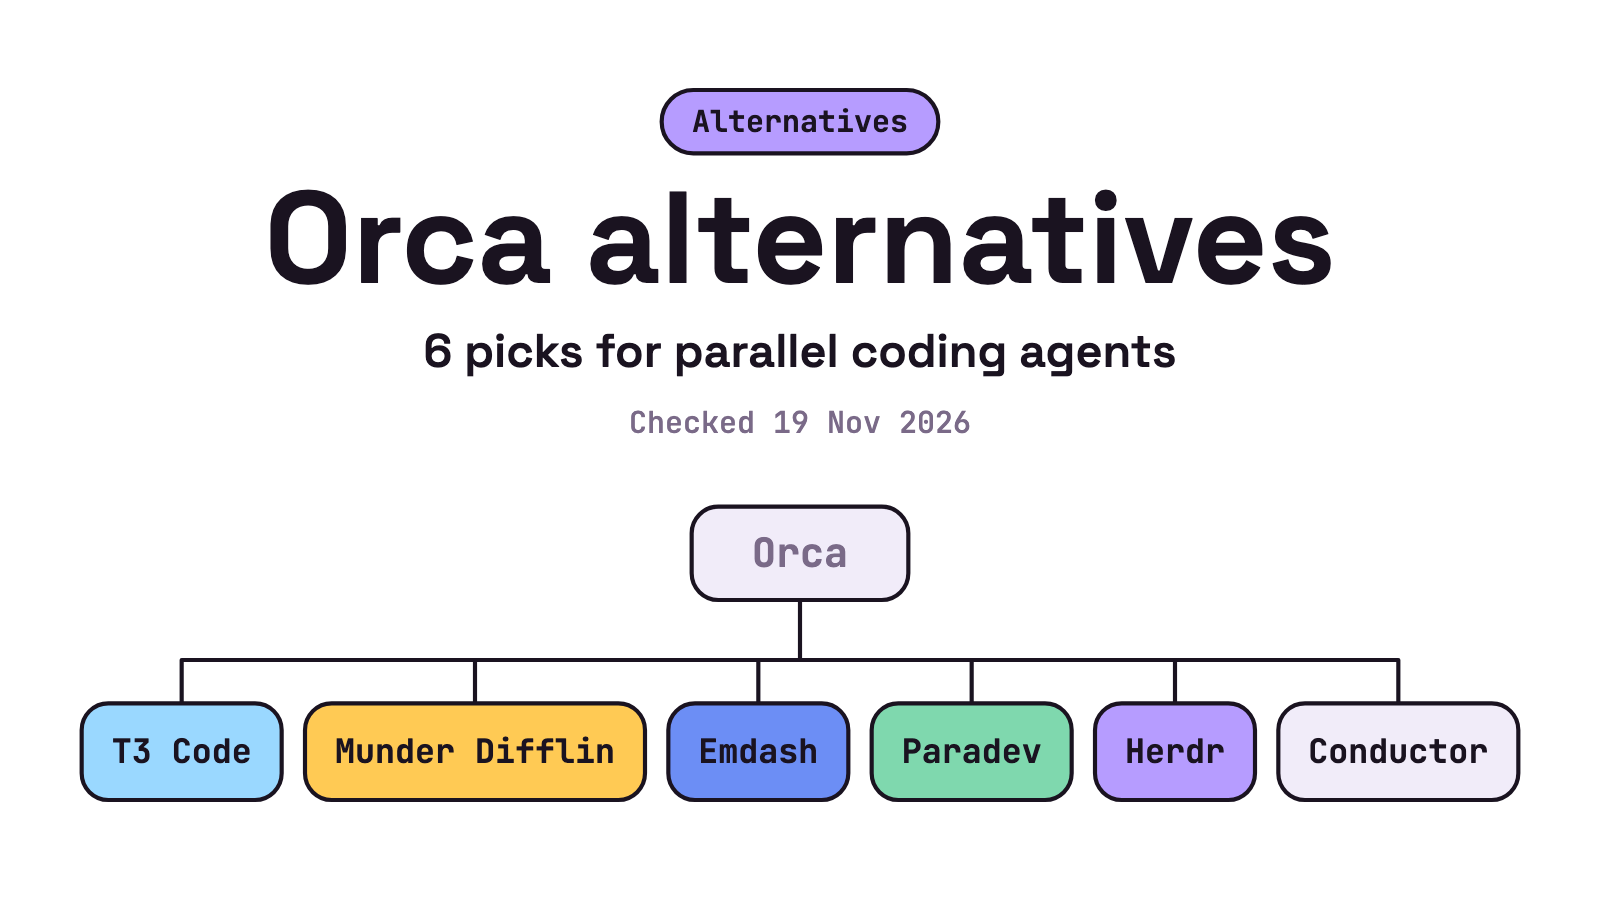 Alternatives
Orca alternatives
6 picks for parallel coding agents
Checked 19 Nov 2026
Orca
T3 Code
Munder Difflin
Emdash
Paradev
Herdr
Conductor